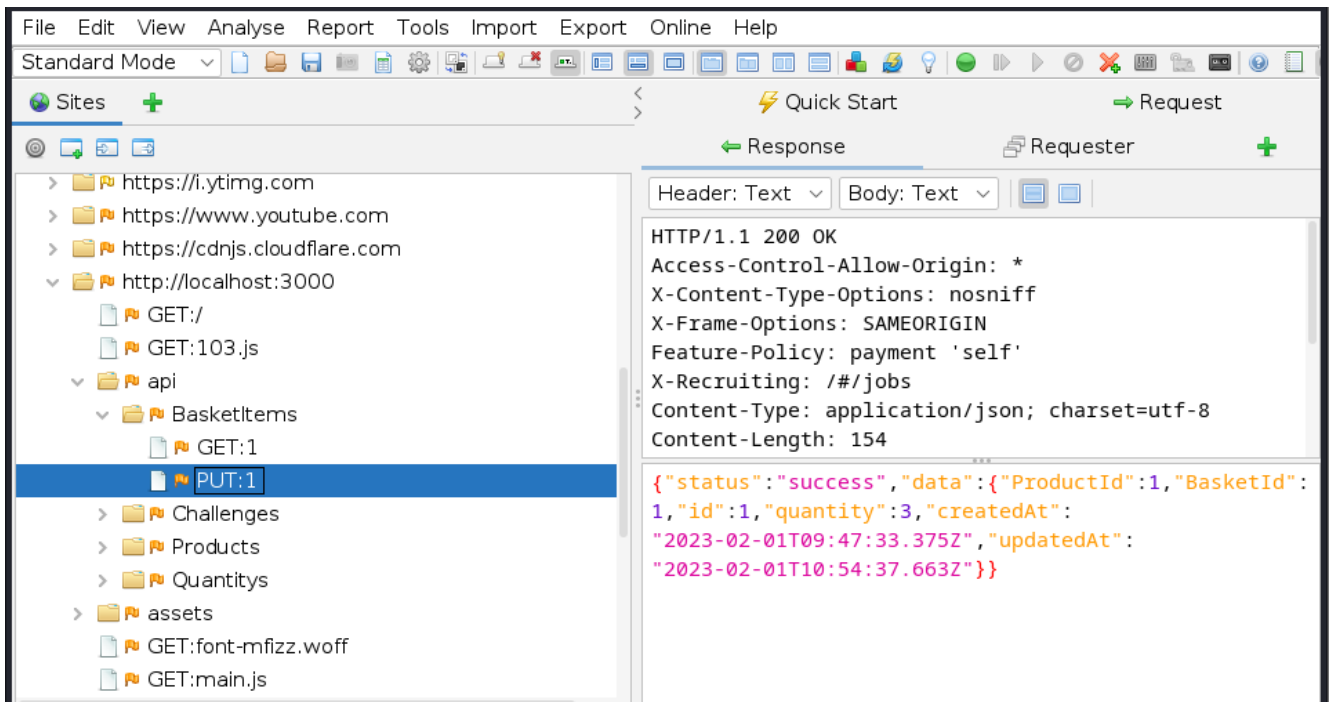 File Edit View Analyse Report Tools Import Export Online Help
Standard Mode
Sites
Quick Start
Request
Response
Requester
https://i.ytimg.com
https://www.youtube.com
https://cdnjs.cloudflare.com
http://localhost:3000
GET:/
GET:103.js
api
BasketItems
GET:1
PUT:1
Challenges
Products
Quantitys
assets
GET:font-mfizz.woff
GET:main.js
Header: Text
Body: Text
HTTP/1.1 200 OK
Access-Control-Allow-Origin: *
X-Content-Type-Options: nosniff
X-Frame-Options: SAMEORIGIN
Feature-Policy: payment 'self'
X-Recruiting: /#/jobs
Content-Type: application/json; charset=utf-8
Content-Length: 154
{"status":"success","data":{"ProductId":1,"BasketId":
1,"id":1,"quantity":3,"createdAt":
"2023-02-01T09:47:33.375Z","updatedAt":
"2023-02-01T10:54:37.663Z"}}